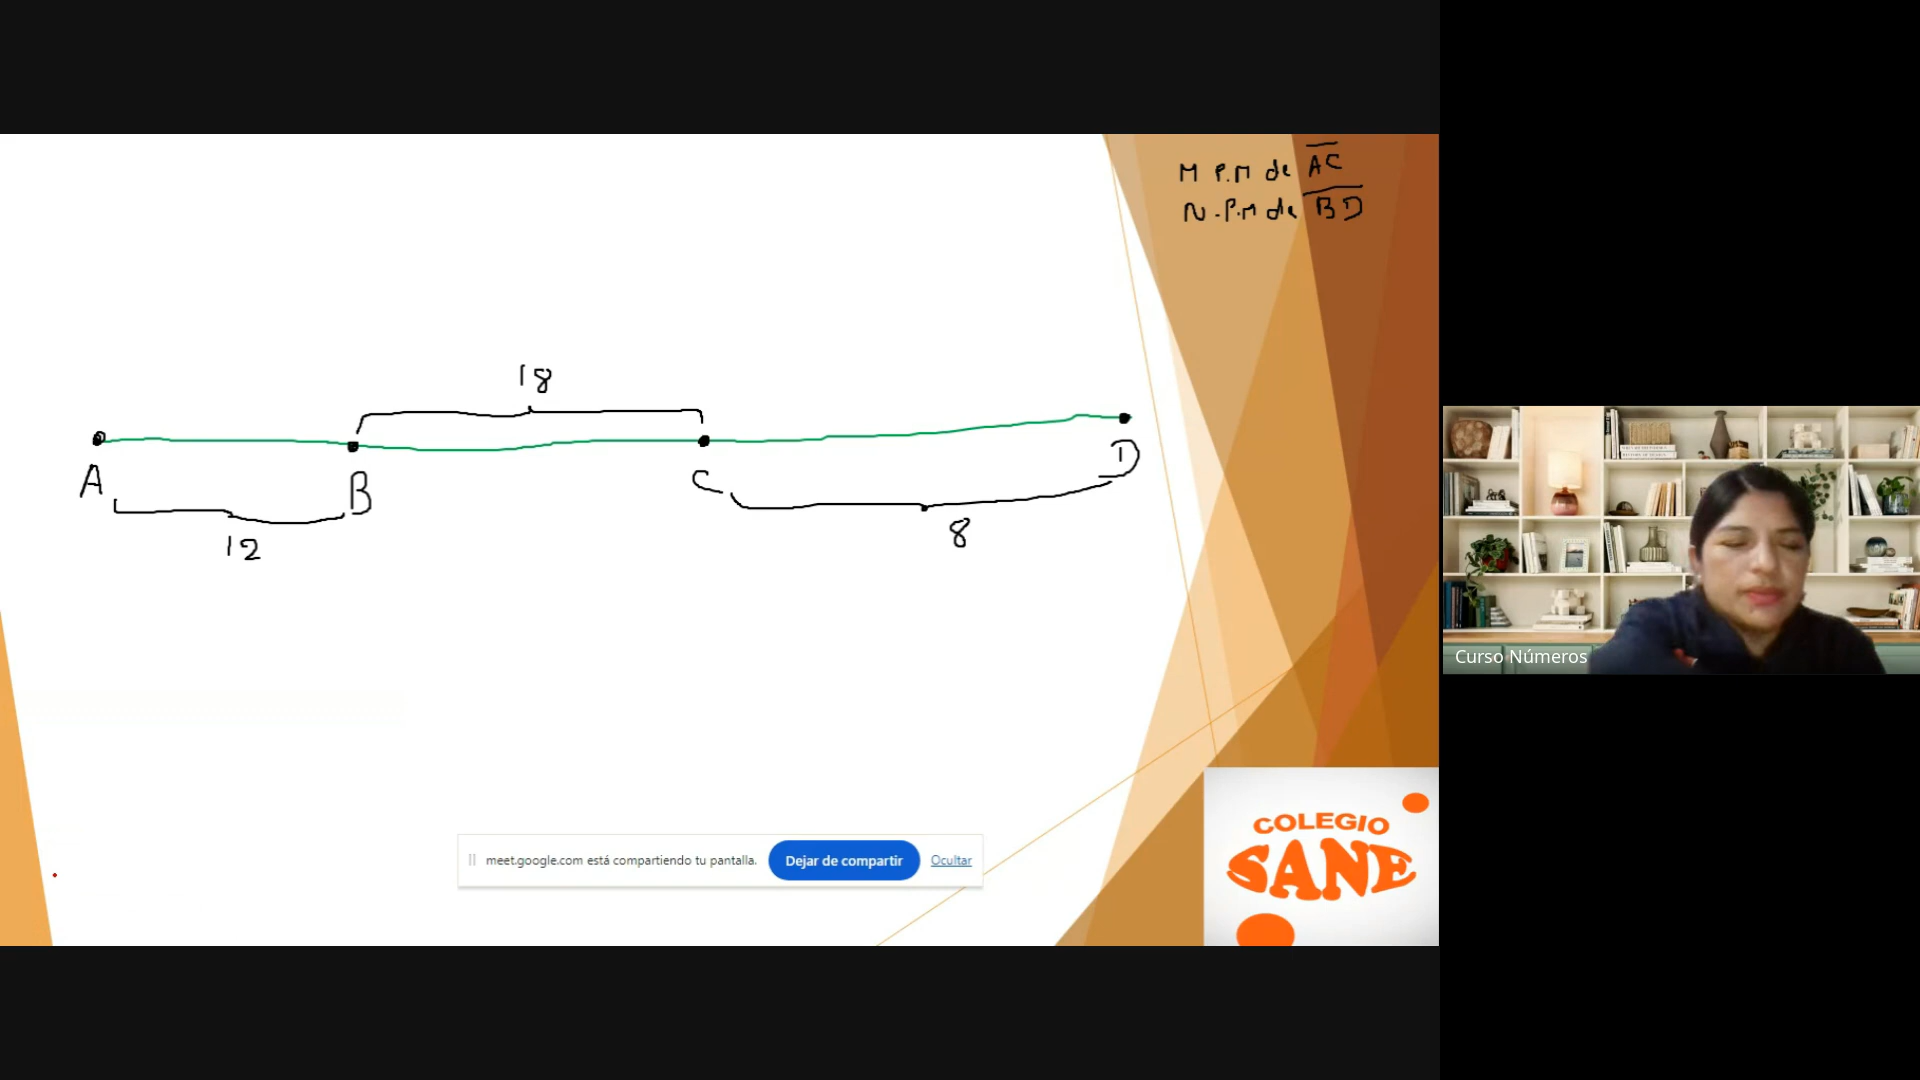 M P.M de AC
N.P.M de BD
18
A
B
C
D
12
8
Curso Números
meet.google.com está compartiendo tu pantalla.
Dejar de compartir
Ocultar
COLEGIO
SANE